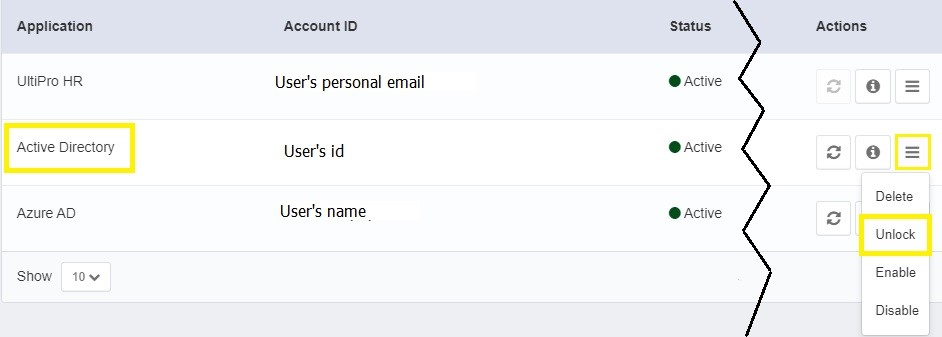 Application Account ID Status Actions
UltiPro HR User's personal email Active
Active Directory User's id Active
Delete
Azure AD User's name Active
Unlock
Show 10
Enable
Disable